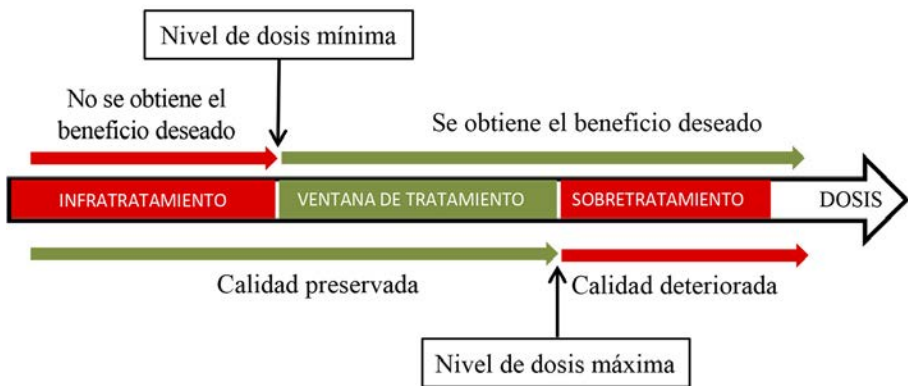 Nivel de dosis mínima
No se obtiene el
beneficio deseado
Se obtiene el beneficio deseado
INFRATRATAMIENTO
VENTANA DE TRATAMIENTO
SOBRETRATAMIENTO
DOSIS
Calidad preservada
Calidad deteriorada
Nivel de dosis máxima